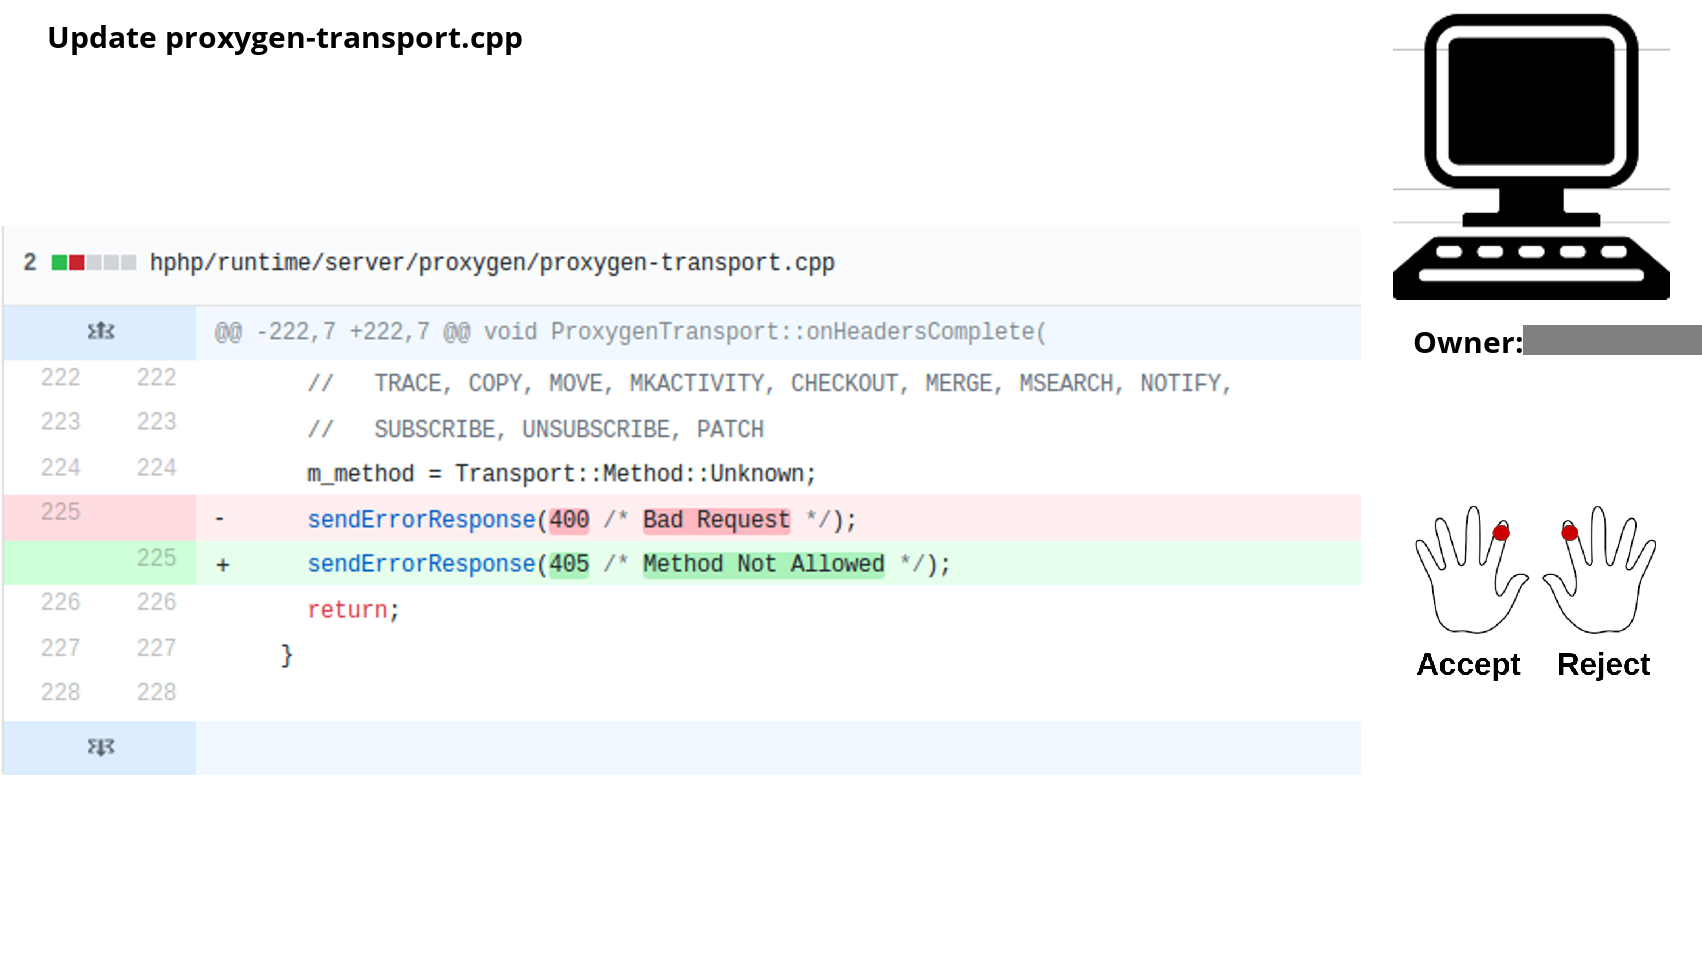 Update proxygen-transport.cpp
2 hphp/runtime/server/proxygen/proxygen-transport.cpp
@@ -222,7 +222,7 @@ void ProxygenTransport::onHeadersComplete(
222 222 // TRACE, COPY, MOVE, MKACTIVITY, CHECKOUT, MERGE, MSEARCH, NOTIFY,
223 223 // SUBSCRIBE, UNSUBSCRIBE, PATCH
224 224 m_method = Transport::Method::Unknown;
225 - sendErrorResponse(400 /* Bad Request */);
225 + sendErrorResponse(405 /* Method Not Allowed */);
226 226 return;
227 227 }
228 228
Owner:
Accept Reject